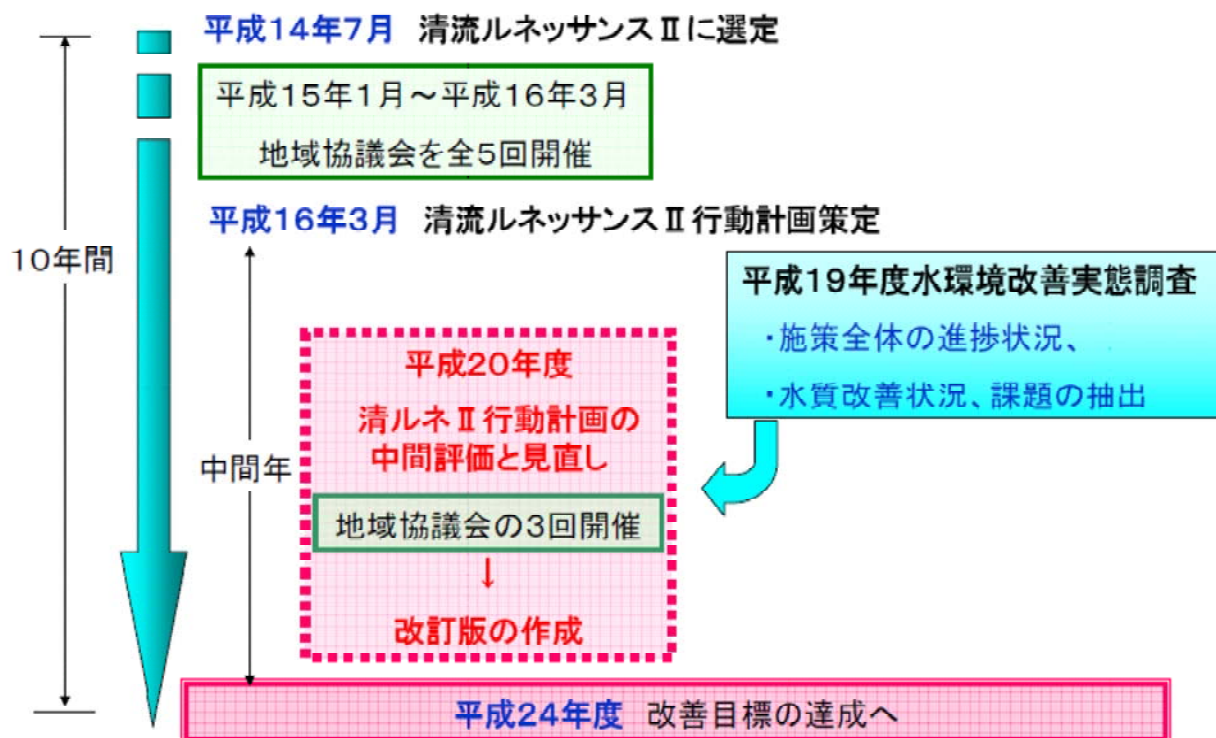 平成14年7月 清流ルネッサンスⅡに選定
平成15年1月～平成16年3月
地域協議会を全5回開催
平成16年3月 清流ルネッサンスⅡ行動計画策定
10年間
平成19年度水環境改善実態調査
・施策全体の進捗状況、
・水質改善状況、課題の抽出
平成20年度
清ルネⅡ行動計画の
中間評価と見直し
中間年
地域協議会の3回開催
↓
改訂版の作成
平成24年度 改善目標の達成へ